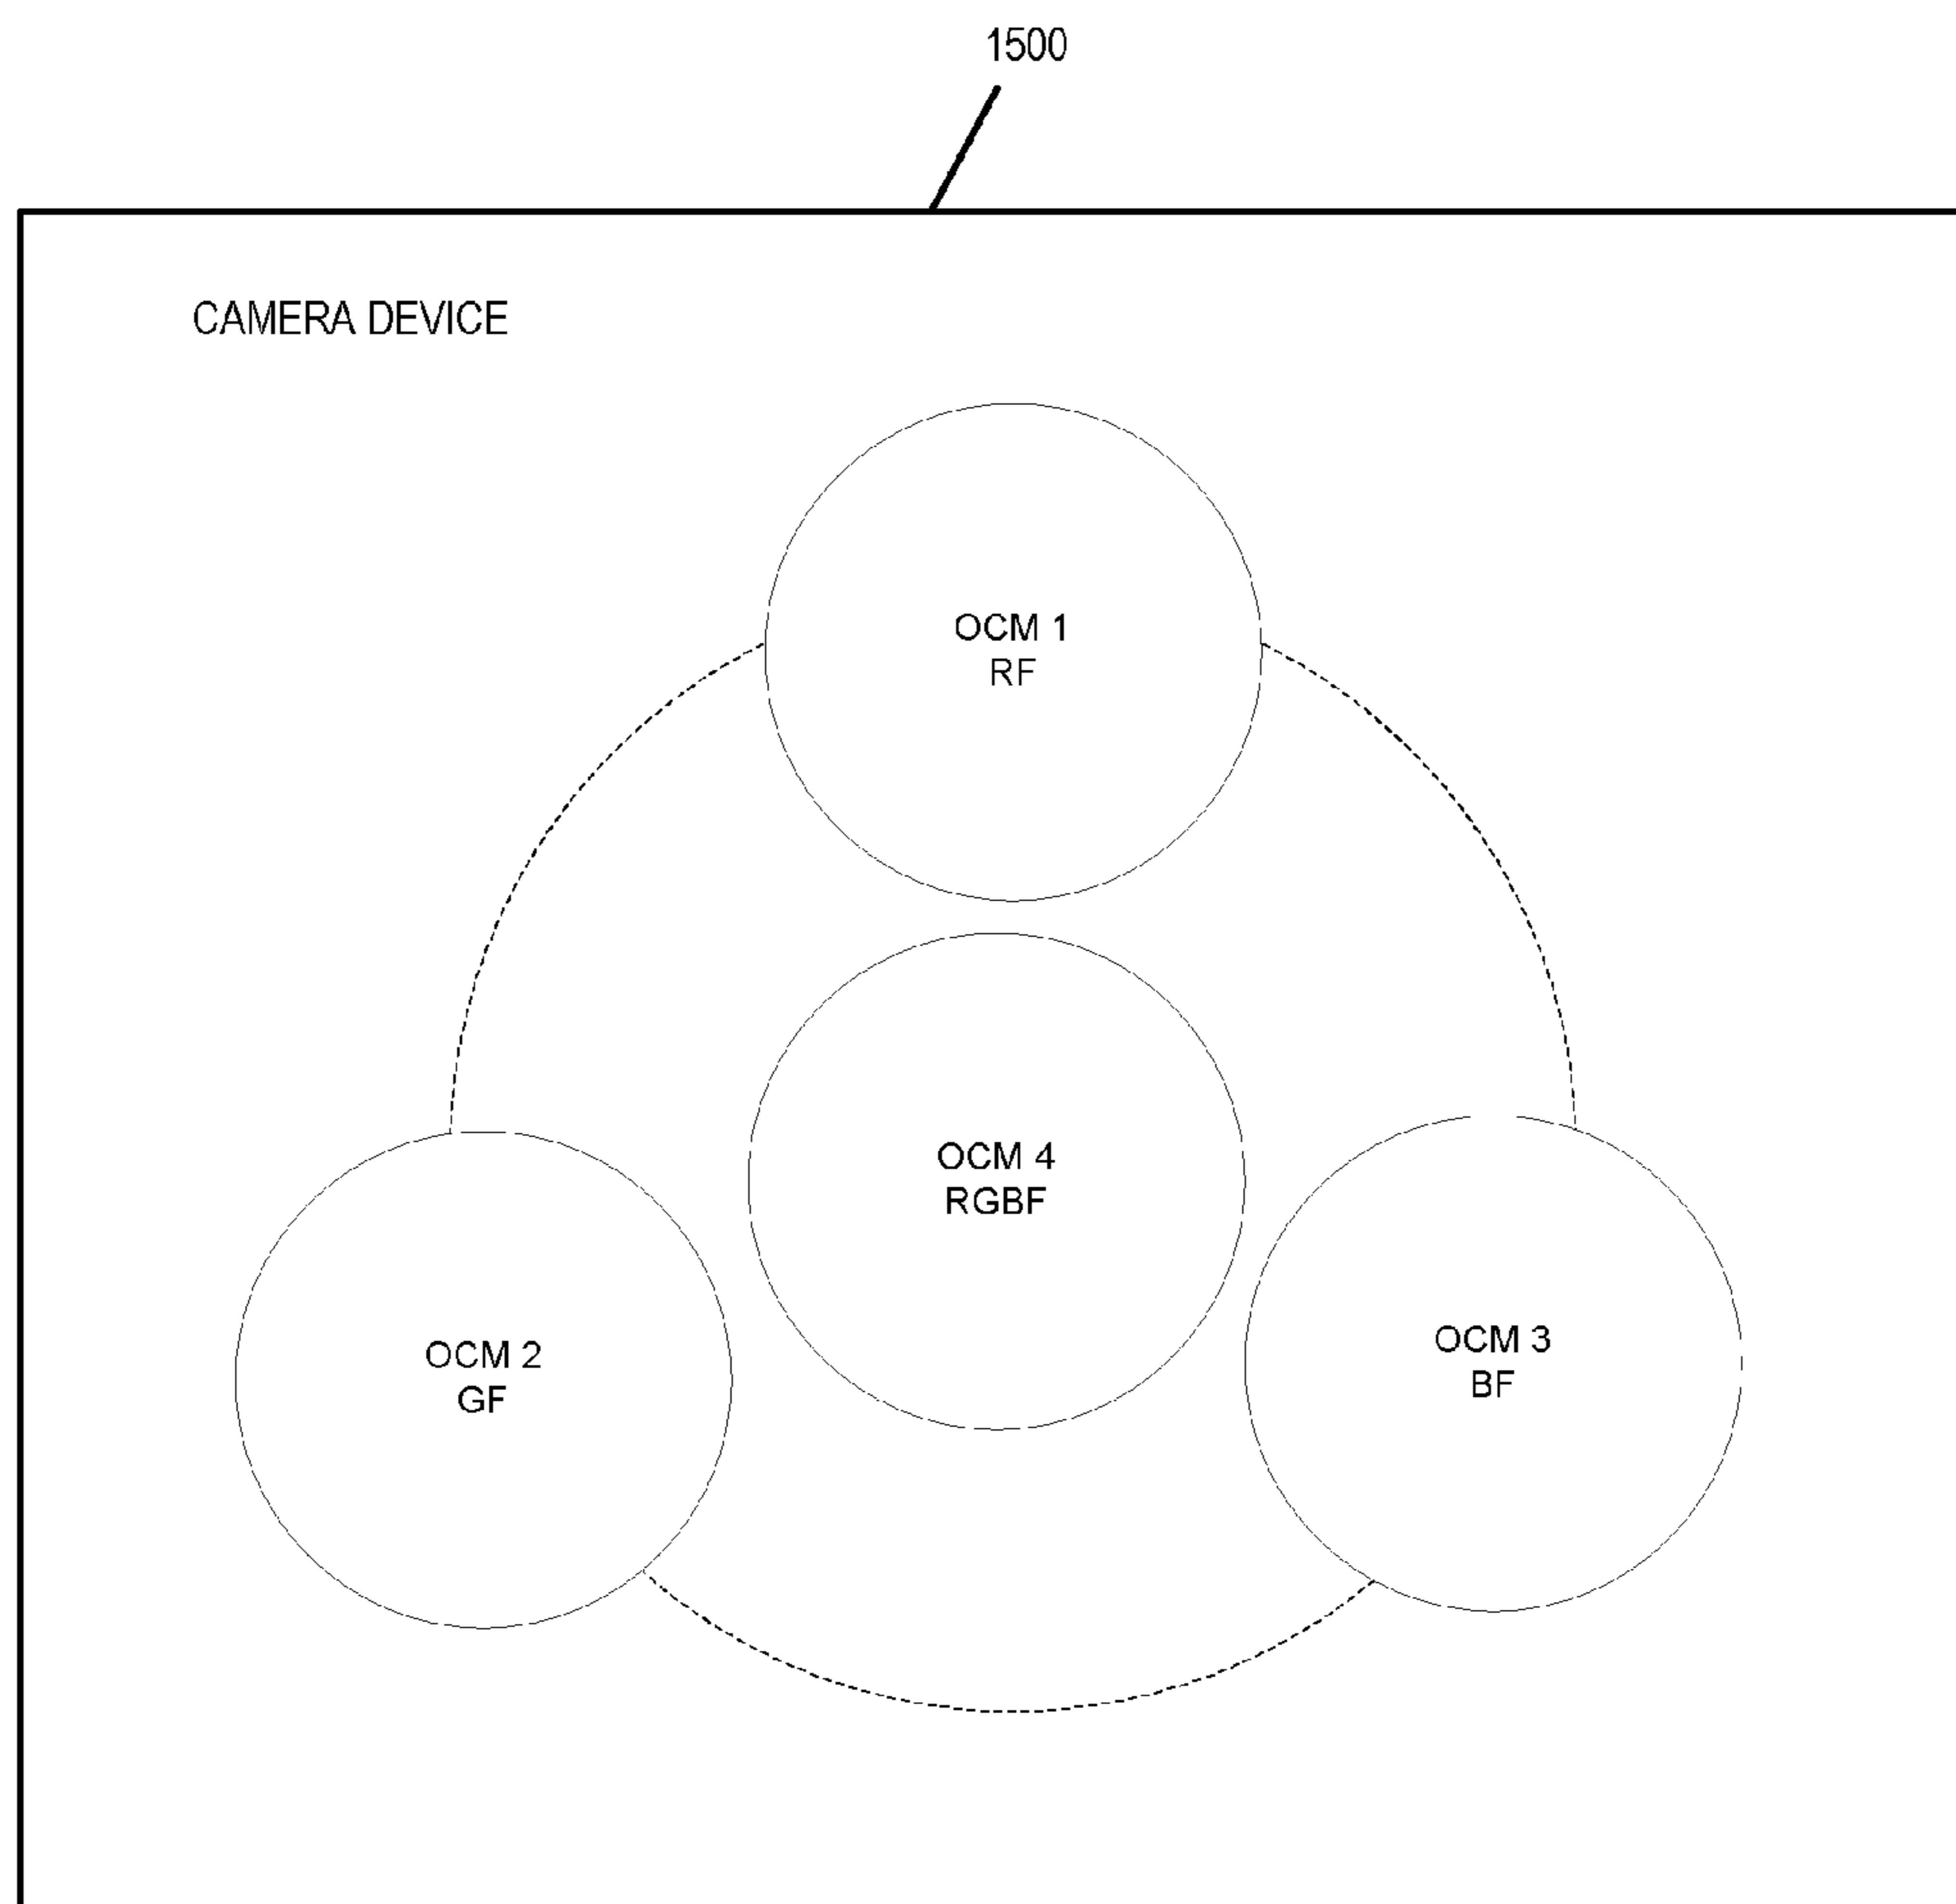 1500
CAMERA DEVICE
OCM 1
RF
OCM 4
RGBF
OCM 2
GF
OCM 3
BF